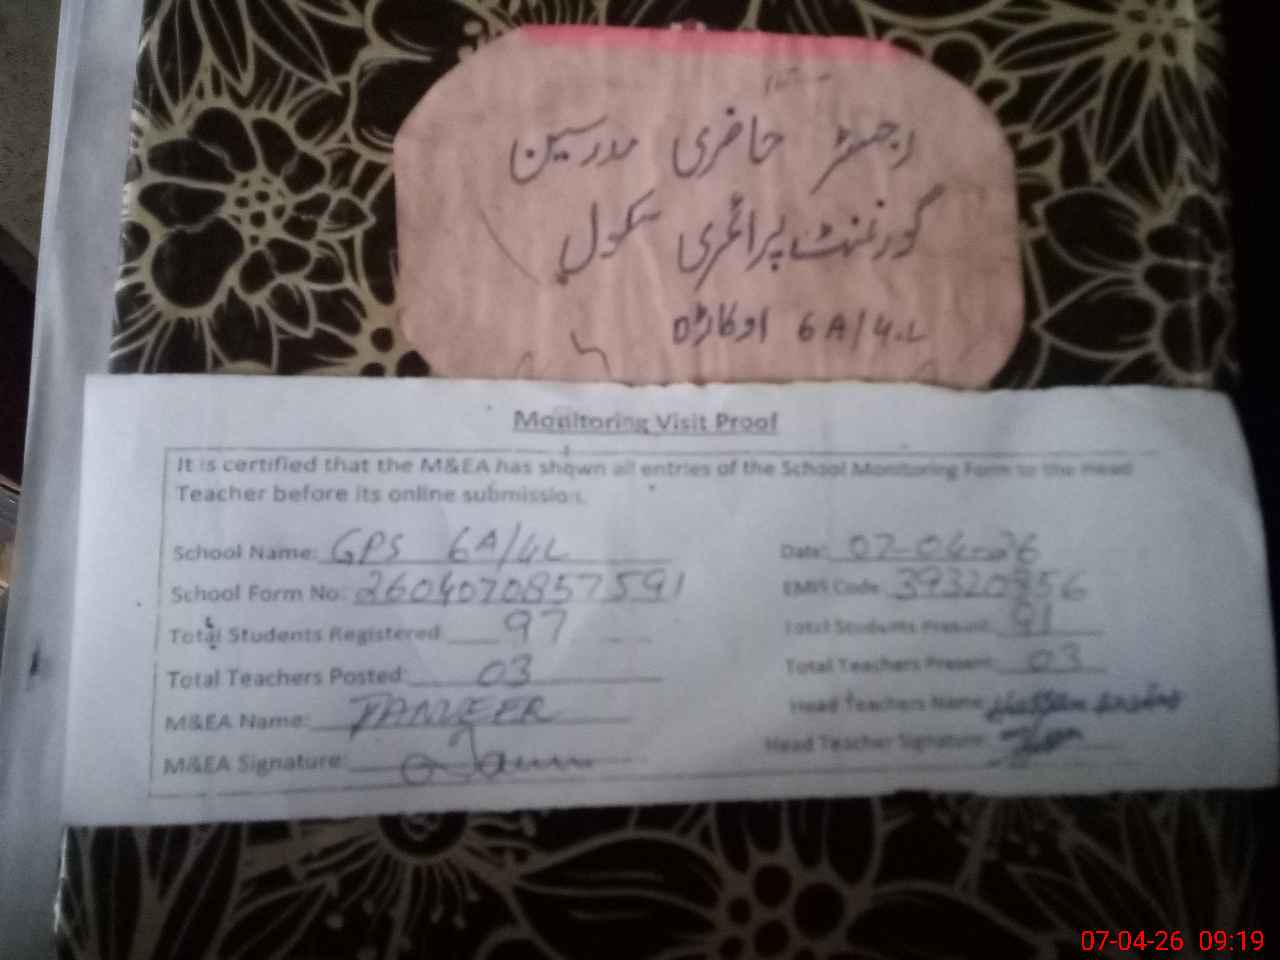 رجسٹر حاضری مدرسین
گورنمنٹ پرائمری سکول
6A/4.L اوکاڑہ
Monitoring Visit Proof
It is certified that the M&EA has shown all entries of the School Monitoring Form to the Head
Teacher before its online submission.
School Name: GPS 6A/4L Date: 07-04-26
School Form No: 2604070857591 EMIS Code: 39320856
Total Students Registered 97 Total Students Present: 91
Total Teachers Posted: 03 Total Teachers Present: 03
M&EA Name: TANVEER Head Teachers Name:
M&EA Signature: Head Teacher Signature:
07-04-26 09:19